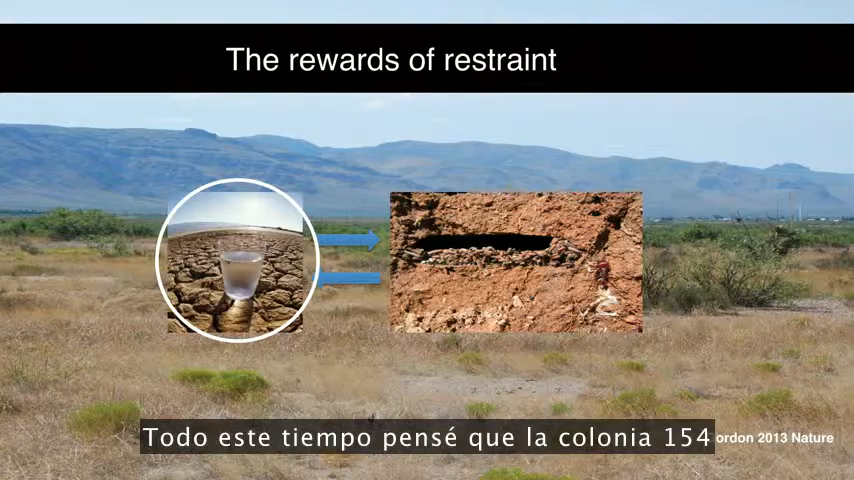 The rewards of restraint
Todo este tiempo pensé que la colonia 154
ordon 2013 Nature